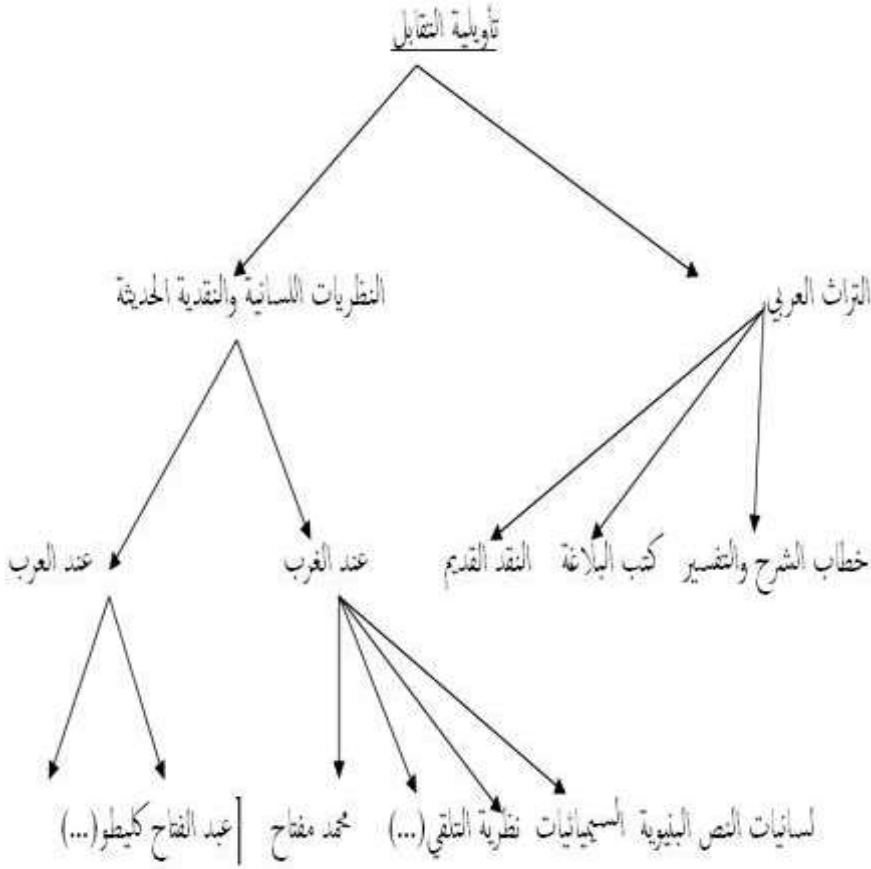 تأويلية التقابل
التراث العربي
النظريات اللسانية والنقدية الحديثة
خطاب الشرح والتفسير كتب البلاغة النقد القديم
عند الغرب عند العرب
لسانيات النص البنيوية السيميائيات نظرية التلقي(...) محمد مفتاح عبد الفتاح كليطو(...)